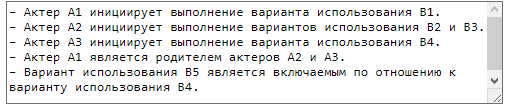 – Актер А1 инициирует выполнение варианта использования В1.
– Актер А2 инициирует выполнение вариантов использования В2 и В3.
– Актер А3 инициирует выполнение варианта использования В4.
– Актер А1 является родителем актеров А2 и А3.
– Вариант использования В5 является включаемым по отношению к
варианту использования В4.